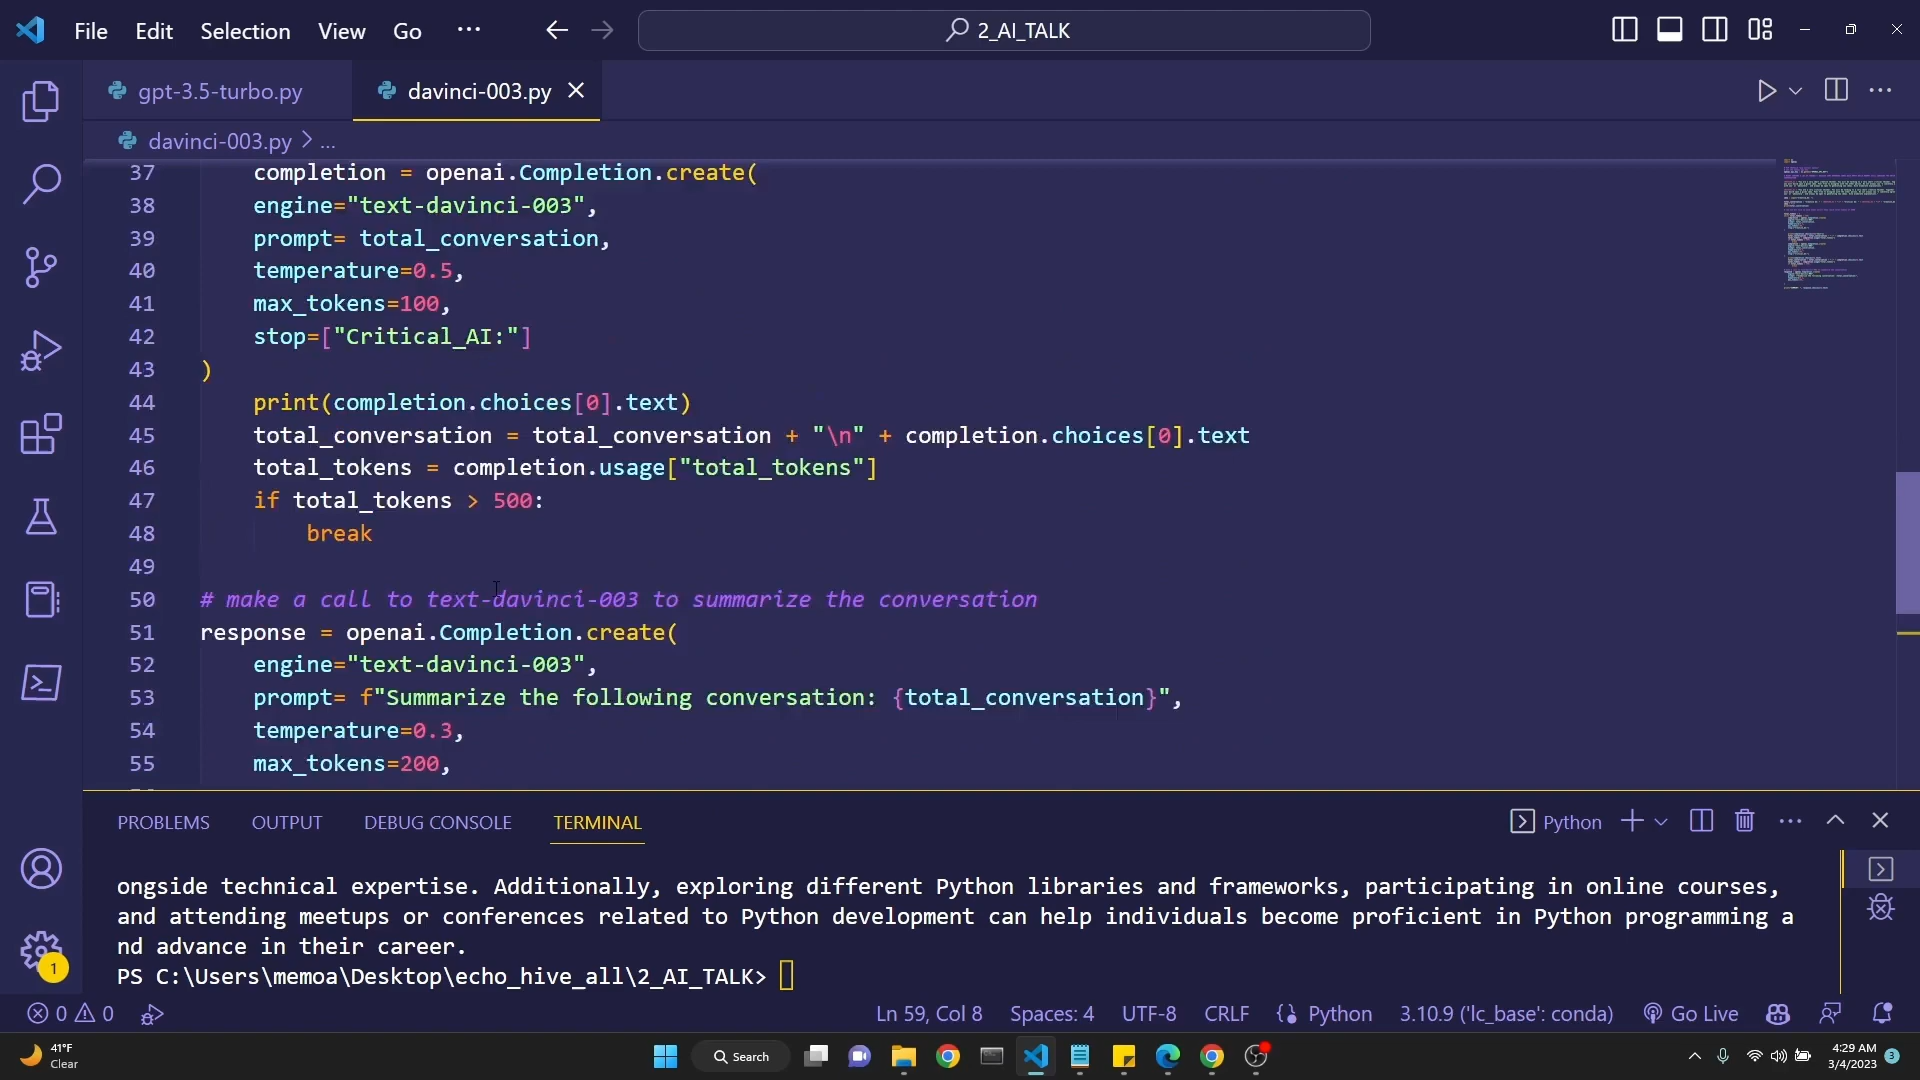 File Edit Selection View Go ··· 2_AI_TALK
gpt-3.5-turbo.py davinci-003.py
davinci-003.py > ...
37 completion = openai.Completion.create(
38 engine="text-davinci-003",
39 prompt= total_conversation,
40 temperature=0.5,
41 max_tokens=100,
42 stop=["Critical_AI:"]
43 )
44 print(completion.choices[0].text)
45 total_conversation = total_conversation + "\n" + completion.choices[0].text
46 total_tokens = completion.usage["total_tokens"]
47 if total_tokens > 500:
48 break
49
50 # make a call to text-davinci-003 to summarize the conversation
51 response = openai.Completion.create(
52 engine="text-davinci-003",
53 prompt= f"Summarize the following conversation: {total_conversation}",
54 temperature=0.3,
55 max_tokens=200,
PROBLEMS OUTPUT DEBUG CONSOLE TERMINAL Python
ongside technical expertise. Additionally, exploring different Python libraries and frameworks, participating in online courses,
and attending meetups or conferences related to Python development can help individuals become proficient in Python programming a
nd advance in their career.
PS C:\Users\memoa\Desktop\echo_hive_all\2_AI_TALK>
1
0 0 Ln 59, Col 8 Spaces: 4 UTF-8 CRLF Python 3.10.9 ('lc_base': conda) Go Live
41°F
Clear
Search
4:29 AM
3/4/2023
3